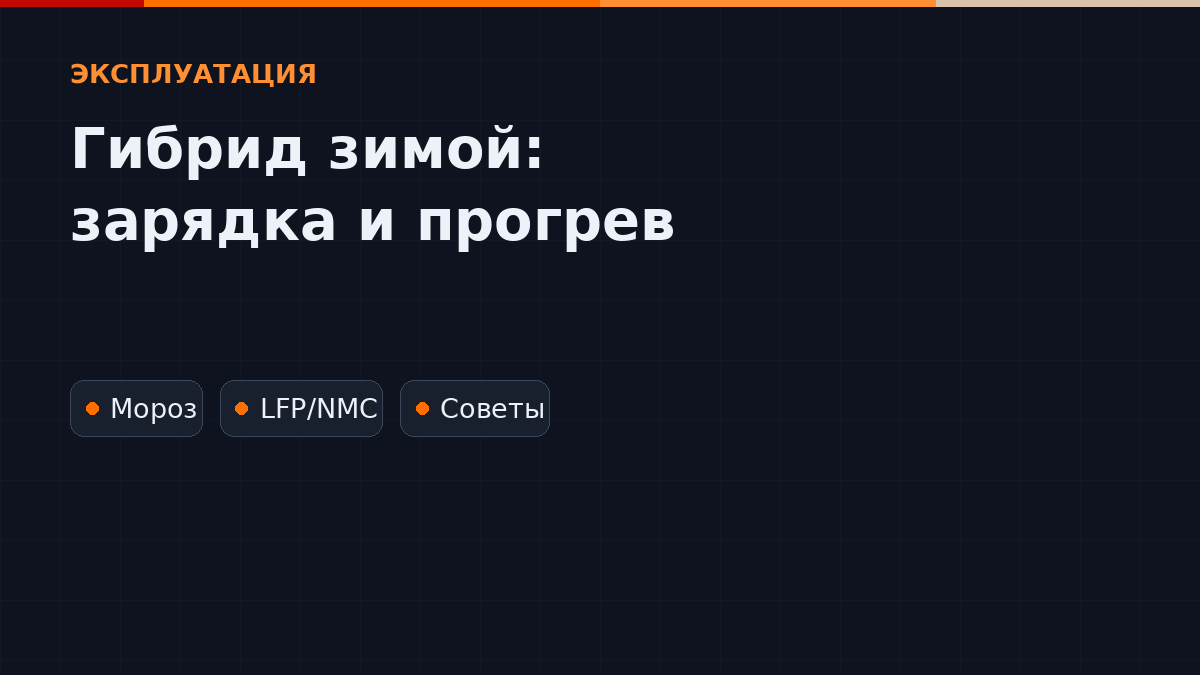 ЭКСПЛУАТАЦИЯ
Гибрид зимой:
зарядка и прогрев
Мороз
LFP/NMC
Советы